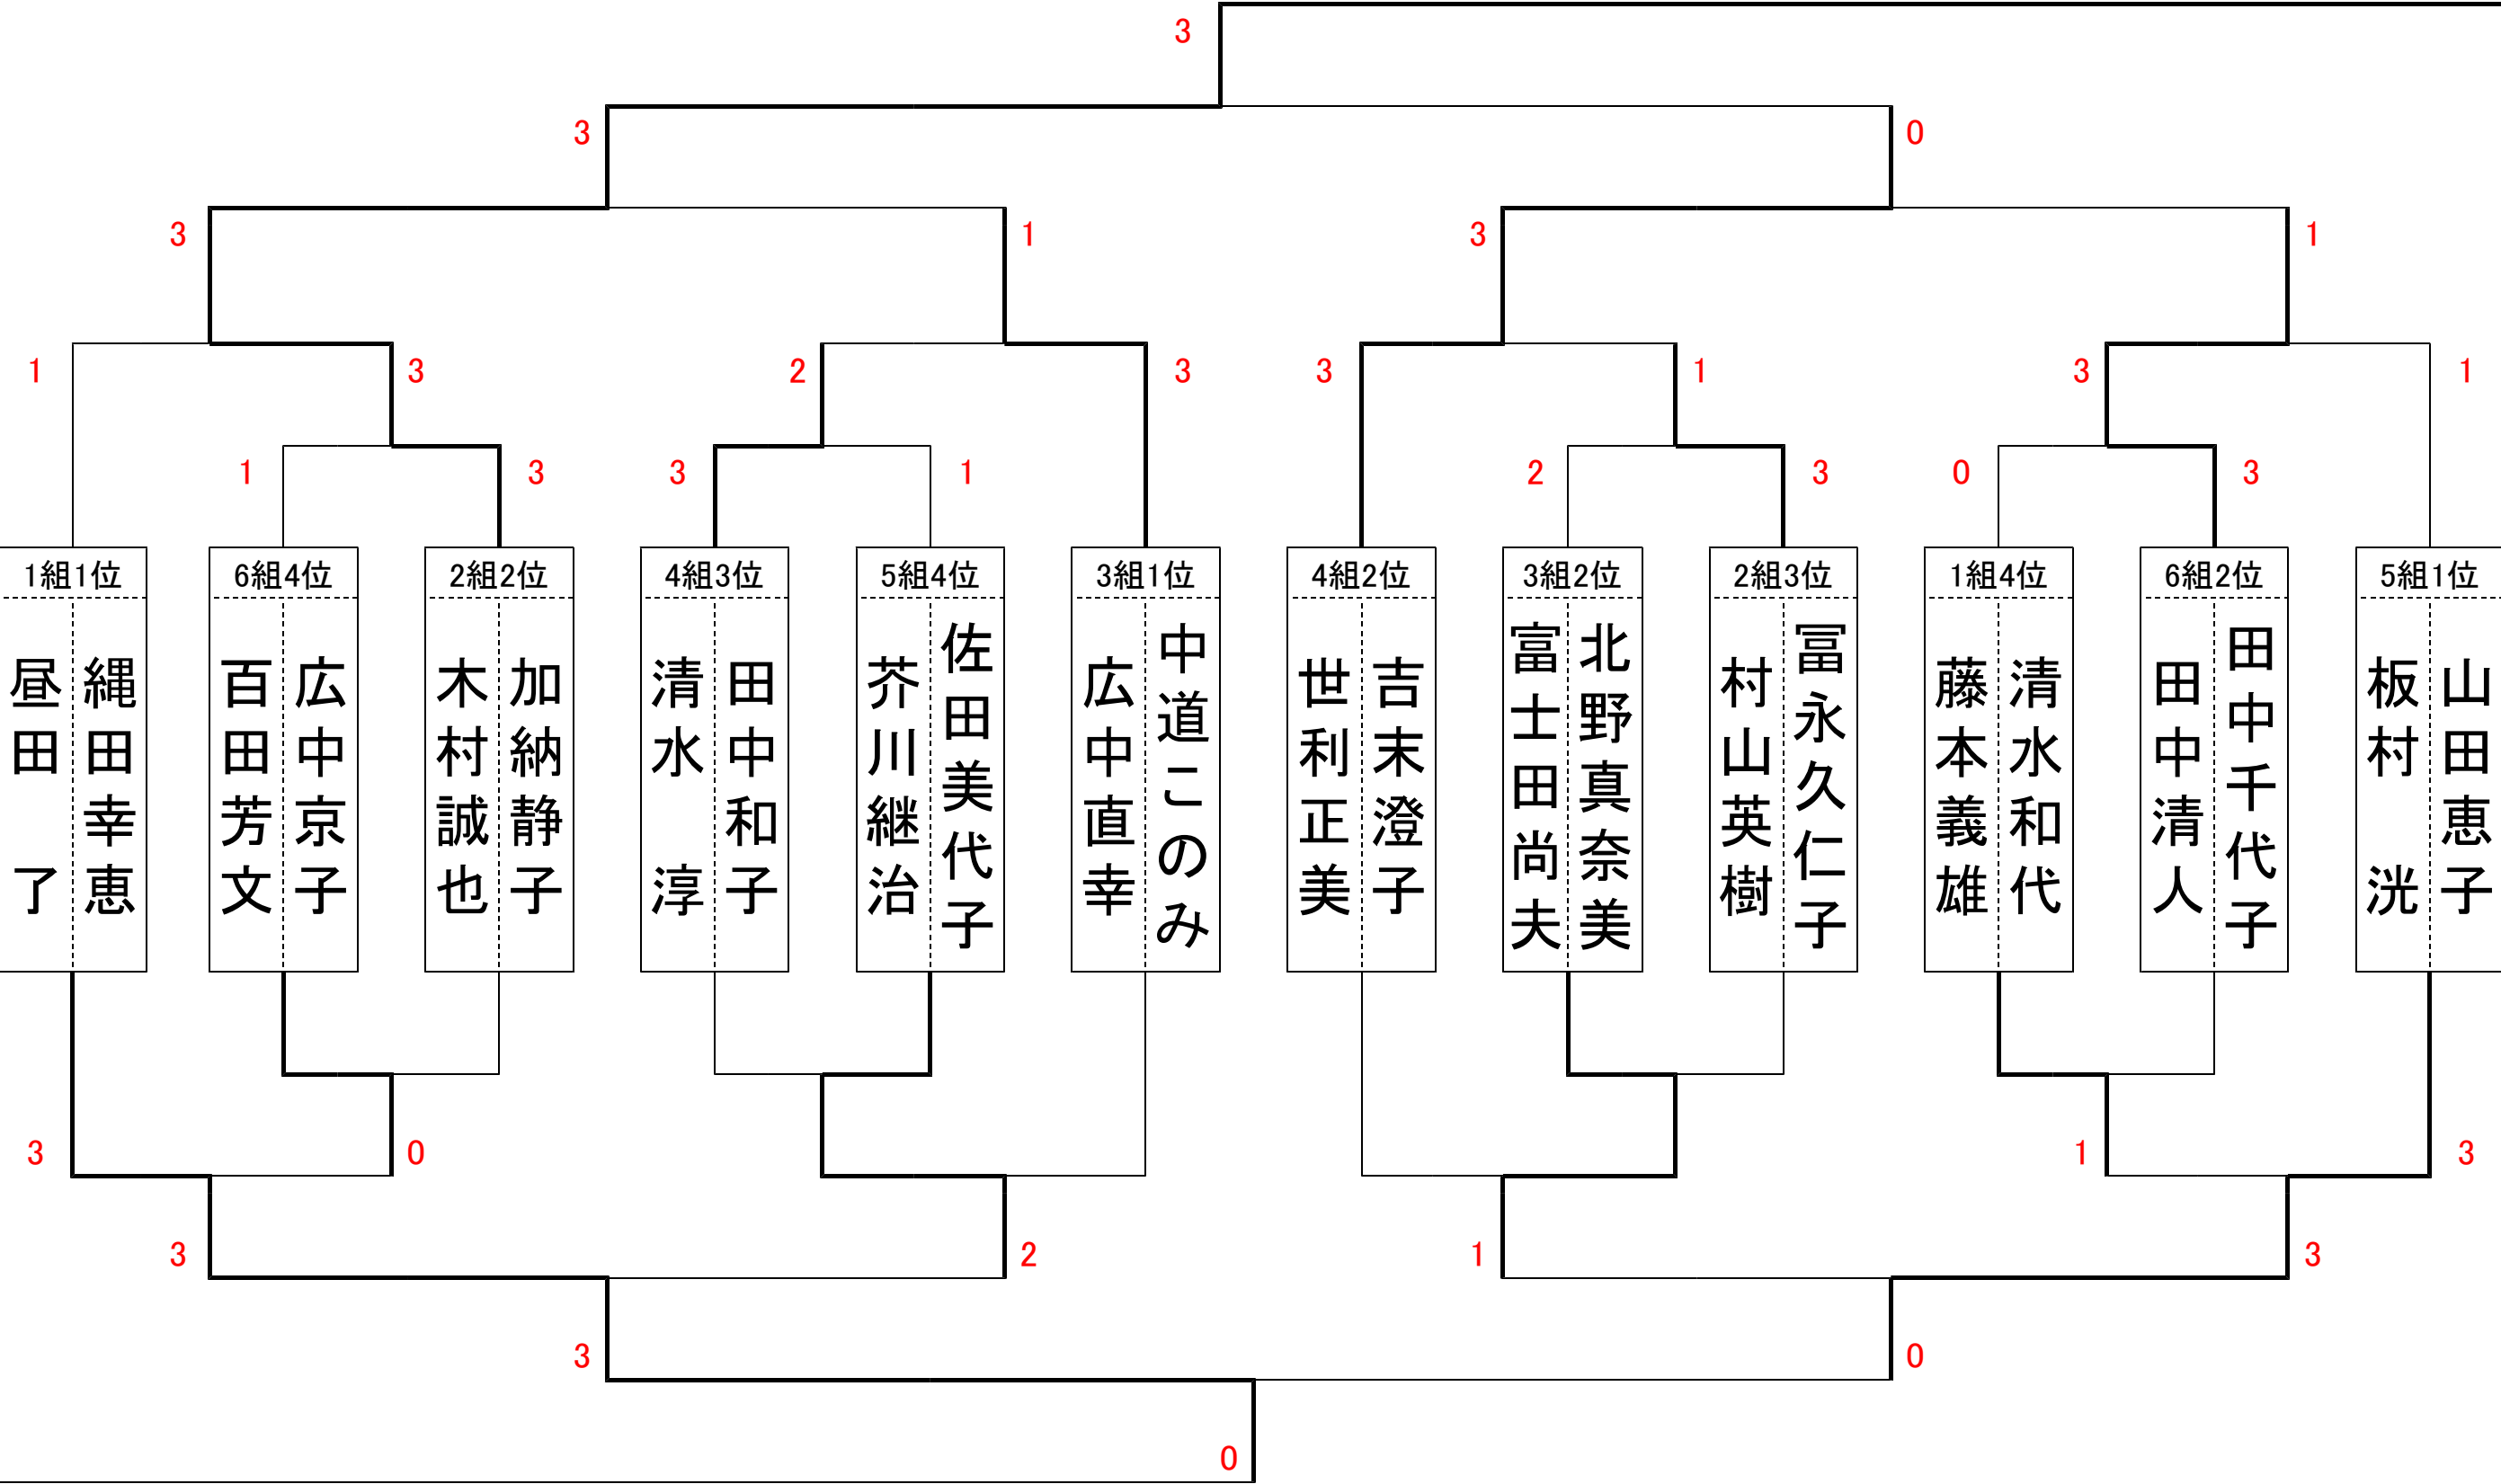 3
3
0
3
1
3
1
1
3
2
3
3
1
3
1
1
3
3
1
2
3
0
3
1組1位
6組4位
2組2位
4組3位
5組4位
3組1位
4組2位
3組2位
2組3位
1組4位
6組2位
5組1位
昼田 了
縄田幸恵
百田芳文
広中京子
木村誠也
加納静子
清水 淳
田中和子
芥川継治
佐田美代子
広中直幸
中道このみ
世利正美
吉末澄子
富士田尚夫
北野真奈美
村山英樹
冨永久仁子
藤本義雄
清水和代
田中清人
田中千代子
板村 洸
山田恵子
3
0
1
3
3
2
1
3
3
0
0